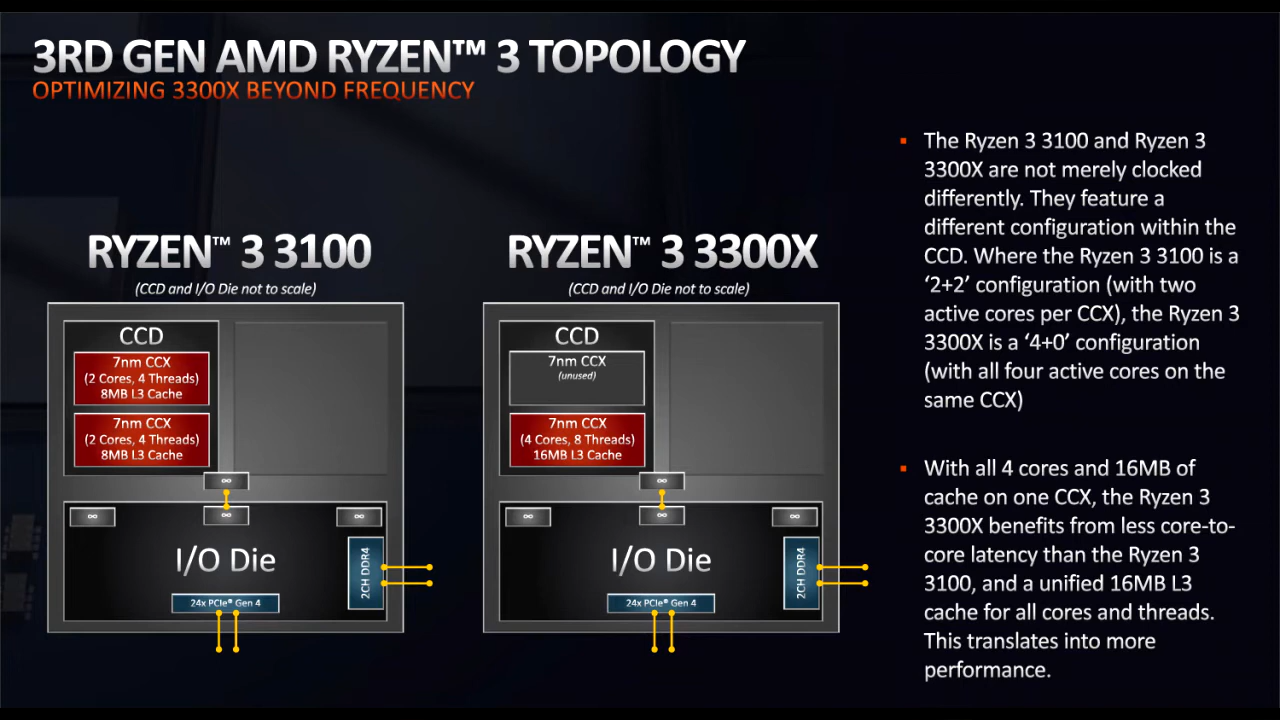 3RD GEN AMD RYZEN™ 3 TOPOLOGY
OPTIMIZING 3300X BEYOND FREQUENCY
RYZEN™ 3 3100
(CCD and I/O Die not to scale)
CCD
7nm CCX
(2 Cores, 4 Threads)
8MB L3 Cache
7nm CCX
(2 Cores, 4 Threads)
8MB L3 Cache
∞
∞
∞
∞
I/O Die
2CH DDR4
24x PCIe® Gen 4
RYZEN™ 3 3300X
(CCD and I/O Die not to scale)
CCD
7nm CCX
(unused)
7nm CCX
(4 Cores, 8 Threads)
16MB L3 Cache
∞
∞
∞
∞
I/O Die
2CH DDR4
24x PCIe® Gen 4
▪ The Ryzen 3 3100 and Ryzen 3
3300X are not merely clocked
differently. They feature a
different configuration within the
CCD. Where the Ryzen 3 3100 is a
‘2+2’ configuration (with two
active cores per CCX), the Ryzen 3
3300X is a ‘4+0’ configuration
(with all four active cores on the
same CCX)
▪ With all 4 cores and 16MB of
cache on one CCX, the Ryzen 3
3300X benefits from less core-to-
core latency than the Ryzen 3
3100, and a unified 16MB L3
cache for all cores and threads.
This translates into more
performance.